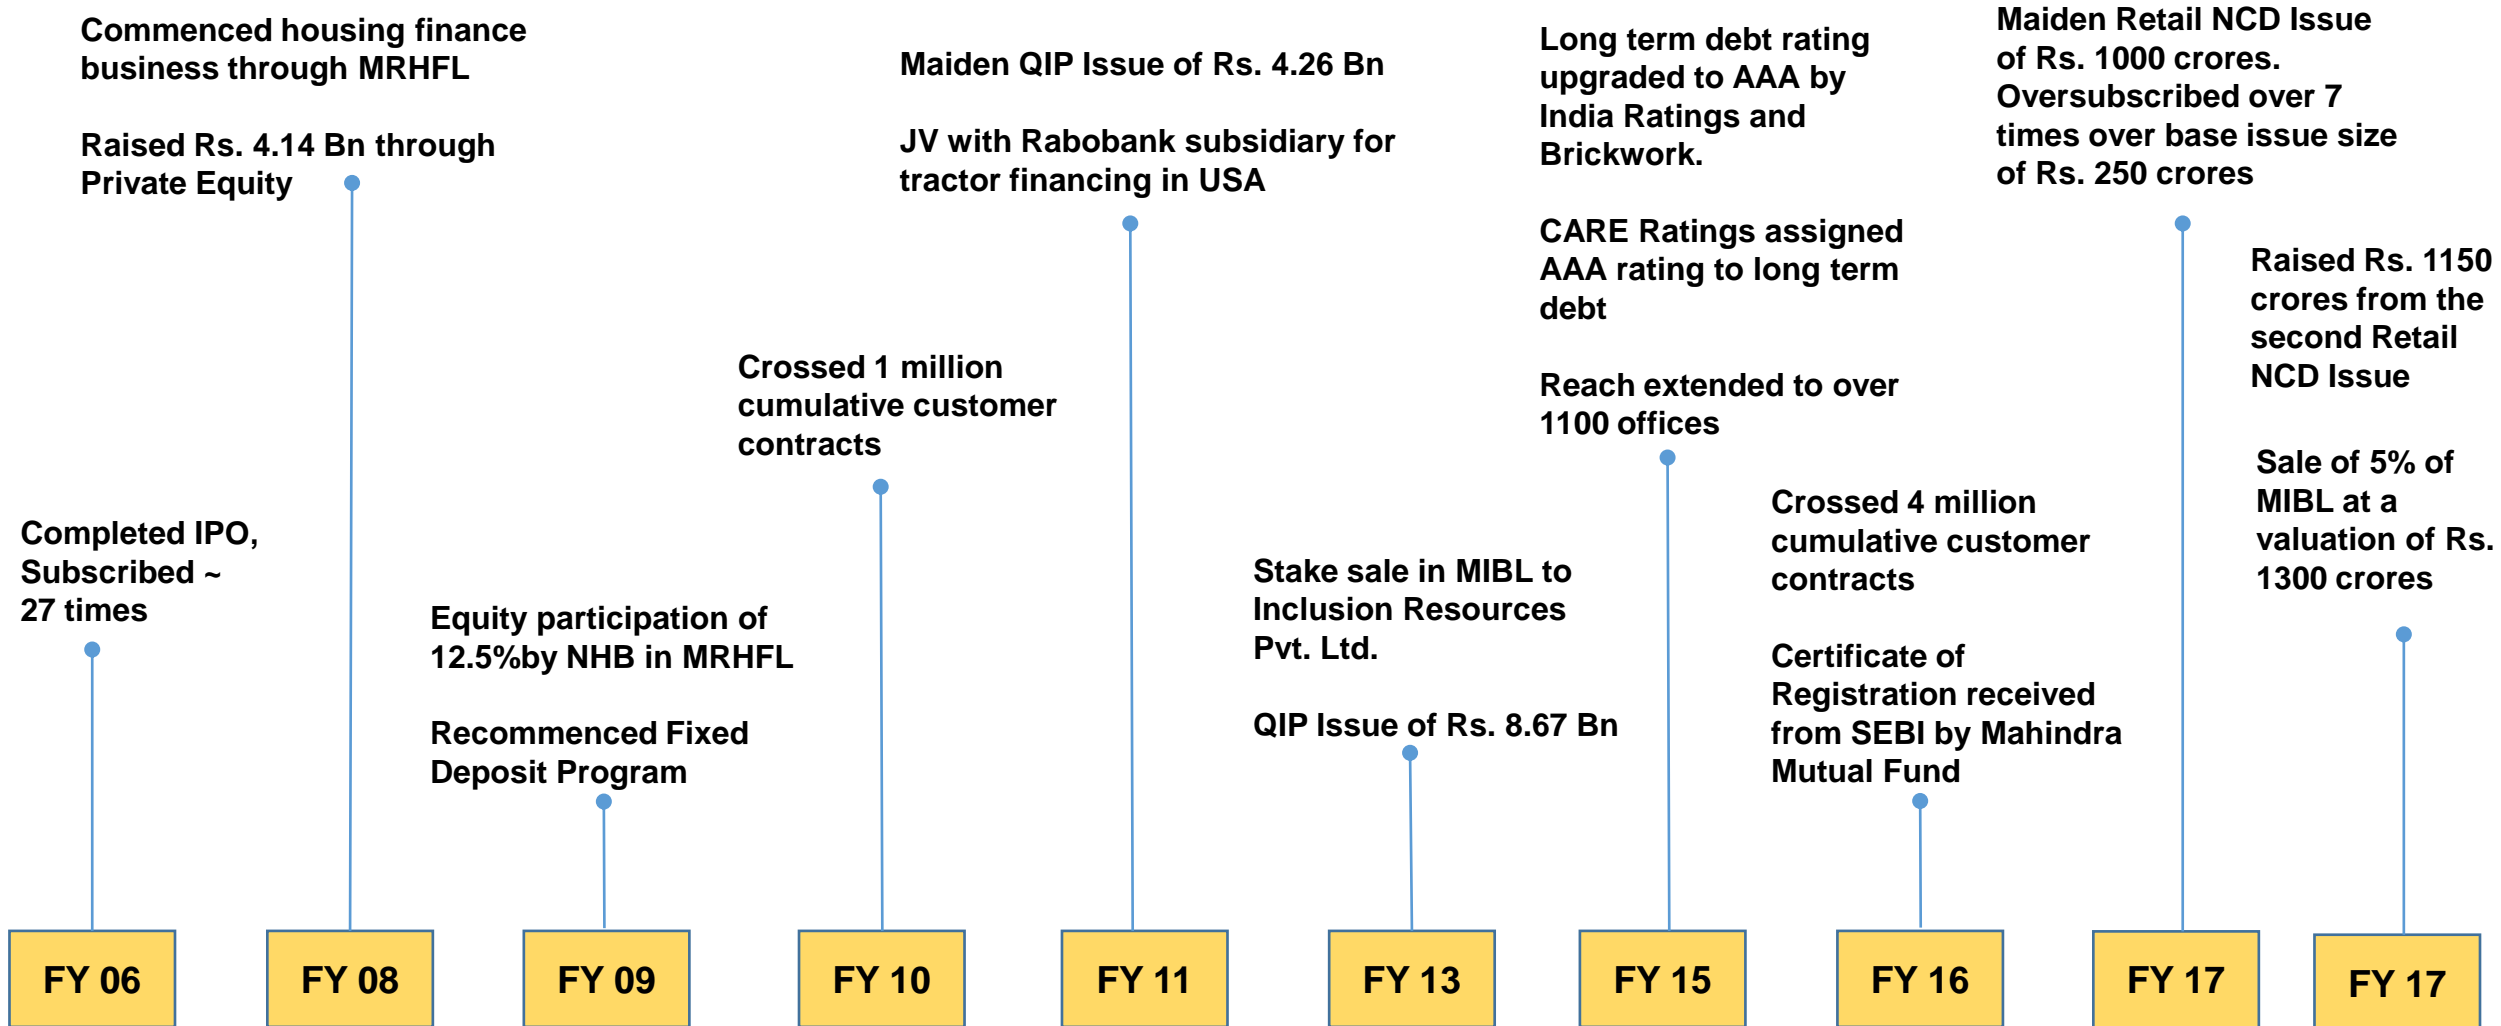 Commenced housing finance
business through MRHFL
Raised Rs. 4.14 Bn through
Private Equity
Maiden QIP Issue of Rs. 4.26 Bn
JV with Rabobank subsidiary for
tractor financing in USA
Long term debt rating
upgraded to AAA by
India Ratings and
Brickwork.
CARE Ratings assigned
AAA rating to long term
debt
Reach extended to over
1100 offices
Maiden Retail NCD Issue
of Rs. 1000 crores.
Oversubscribed over 7
times over base issue size
of Rs. 250 crores
Raised Rs. 1150
crores from the
second Retail
NCD Issue
Sale of 5% of
MIBL at a
valuation of Rs.
1300 crores
Crossed 1 million
cumulative customer
contracts
Completed IPO,
Subscribed ~
27 times
Equity participation of
12.5%by NHB in MRHFL
Recommenced Fixed
Deposit Program
Stake sale in MIBL to
Inclusion Resources
Pvt. Ltd.
QIP Issue of Rs. 8.67 Bn
Crossed 4 million
cumulative customer
contracts
Certificate of
Registration received
from SEBI by Mahindra
Mutual Fund
FY 06
FY 08
FY 09
FY 10
FY 11
FY 13
FY 15
FY 16
FY 17
FY 17